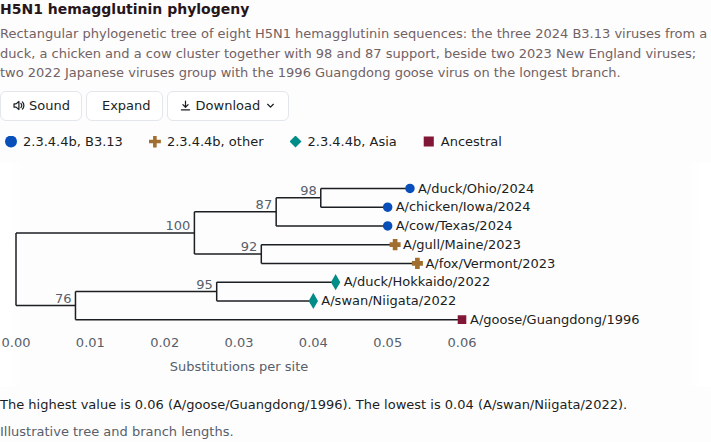 H5N1 hemagglutinin phylogeny
Rectangular phylogenetic tree of eight H5N1 hemagglutinin sequences: the three 2024 B3.13 viruses from a
duck, a chicken and a cow cluster together with 98 and 87 support, beside two 2023 New England viruses;
two 2022 Japanese viruses group with the 1996 Guangdong goose virus on the longest branch.
Sound Expand Download
2.3.4.4b, B3.13 2.3.4.4b, other 2.3.4.4b, Asia Ancestral
98 A/duck/Ohio/2024
87 A/chicken/Iowa/2024
100 A/cow/Texas/2024
92 A/gull/Maine/2023
A/fox/Vermont/2023
95 A/duck/Hokkaido/2022
76 A/swan/Niigata/2022
A/goose/Guangdong/1996
0.00 0.01 0.02 0.03 0.04 0.05 0.06
Substitutions per site
The highest value is 0.06 (A/goose/Guangdong/1996). The lowest is 0.04 (A/swan/Niigata/2022).
Illustrative tree and branch lengths.